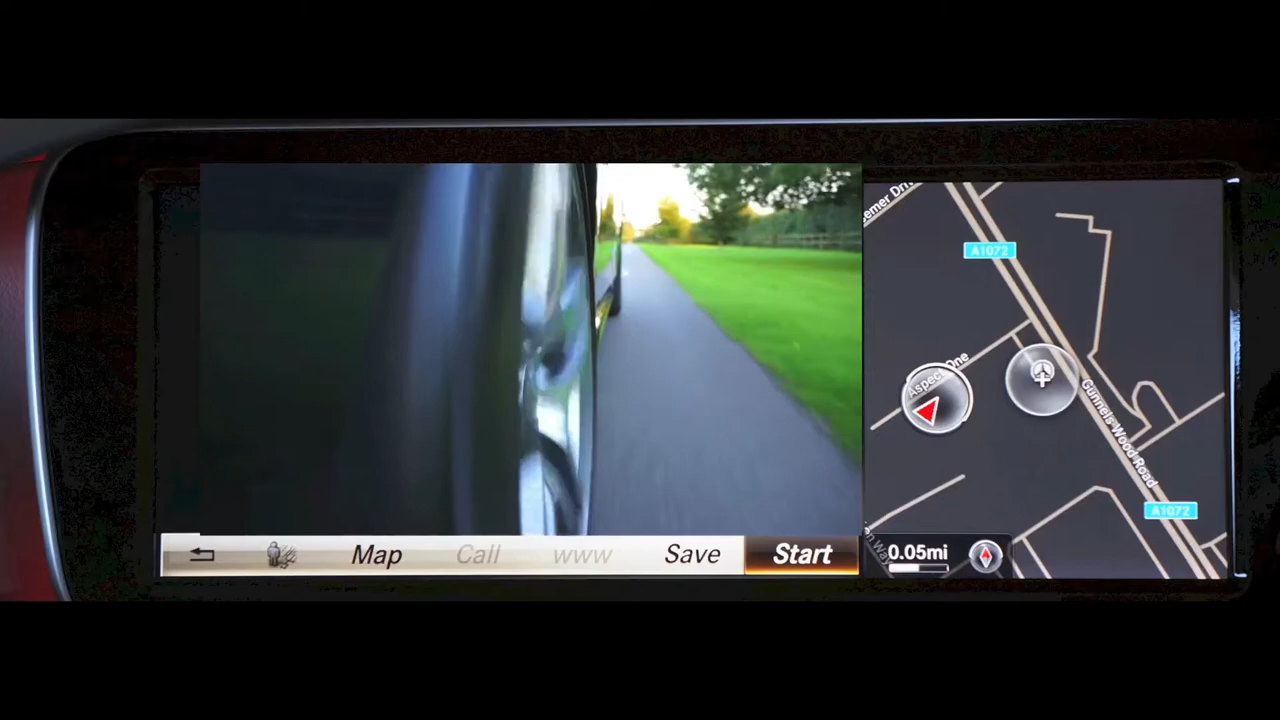 Map
Call
www
Save
Start
A1072
Aspect One
Gunnels Wood Road
A1072
0.05mi